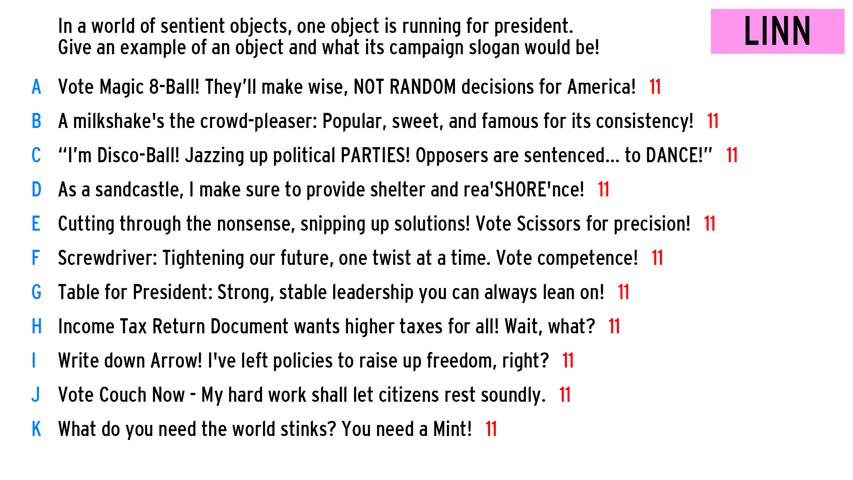 In a world of sentient objects, one object is running for president.
Give an example of an object and what its campaign slogan would be!
LINN
A Vote Magic 8-Ball! They'll make wise, NOT RANDOM decisions for America! 11
B A milkshake's the crowd-pleaser: Popular, sweet, and famous for its consistency! 11
C “I'm Disco-Ball! Jazzing up political PARTIES! Opposers are sentenced... to DANCE!” 11
D As a sandcastle, I make sure to provide shelter and rea'SHORE'nce! 11
E Cutting through the nonsense, snipping up solutions! Vote Scissors for precision! 11
F Screwdriver: Tightening our future, one twist at a time. Vote competence! 11
G Table for President: Strong, stable leadership you can always lean on! 11
H Income Tax Return Document wants higher taxes for all! Wait, what? 11
I Write down Arrow! I've left policies to raise up freedom, right? 11
J Vote Couch Now - My hard work shall let citizens rest soundly. 11
K What do you need the world stinks? You need a Mint! 11